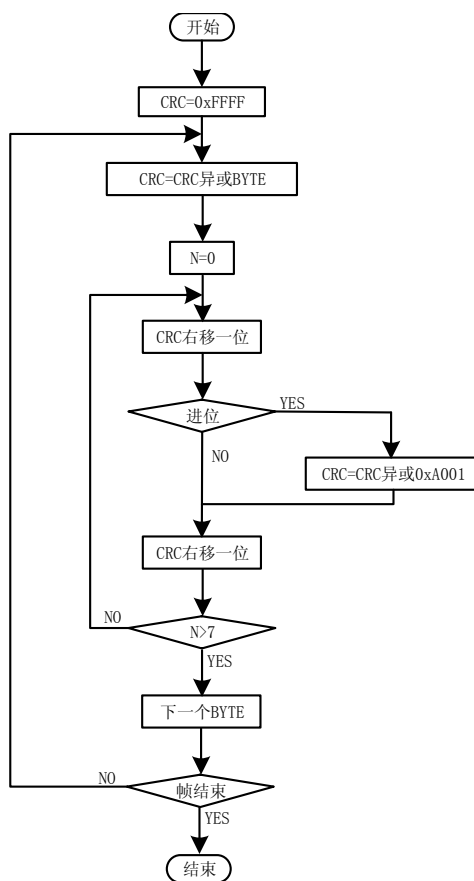 开始
CRC=0xFFFF
CRC=CRC异或BYTE
N=0
CRC右移一位
进位
YES
NO
CRC=CRC异或0xA001
CRC右移一位
NO
N>7
YES
下一个BYTE
NO
帧结束
YES
结束